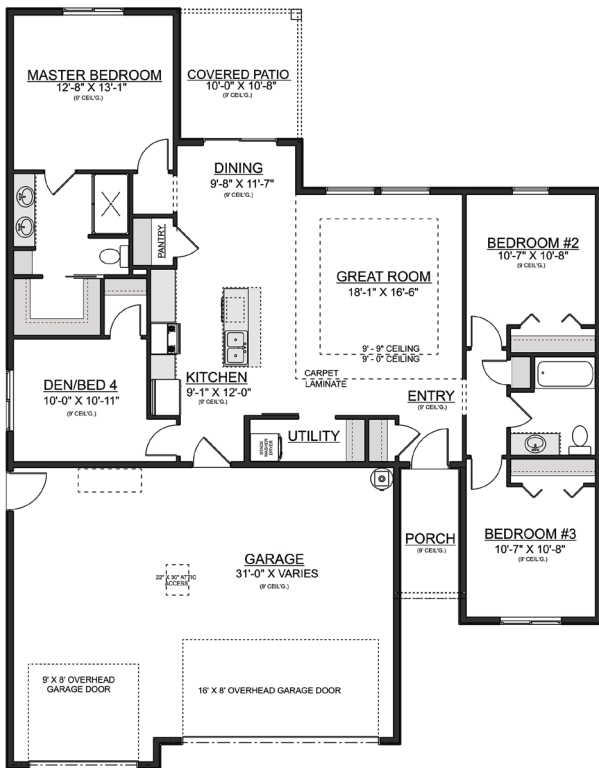 MASTER BEDROOM
12'-8" X 13'-1"
(9' CEIL'G.)
COVERED PATIO
10'-0" X 10'-8"
(9' CEIL'G.)
DINING
9'-8" X 11'-7"
(9' CEIL'G.)
PANTRY
BEDROOM #2
10'-7" X 10'-8"
(9' CEIL'G.)
GREAT ROOM
18'-1" X 16'-6"
9' - 9" CEILING
9' - 0" CEILING
CARPET
LAMINATE
DEN/BED 4
10'-0" X 10'-11"
(9' CEIL'G.)
KITCHEN
9'-1" X 12'-0"
(9' CEIL'G.)
ENTRY
(9' CEIL'G.)
UTILITY
STACK
WASHER
DRYER
PORCH
(9' CEIL'G.)
BEDROOM #3
10'-7" X 10'-8"
(9' CEIL'G.)
GARAGE
31'-0" X VARIES
(9' CEIL'G.)
22" X 30" ATTIC
ACCESS
9' X 8' OVERHEAD
GARAGE DOOR
16' X 8' OVERHEAD GARAGE DOOR